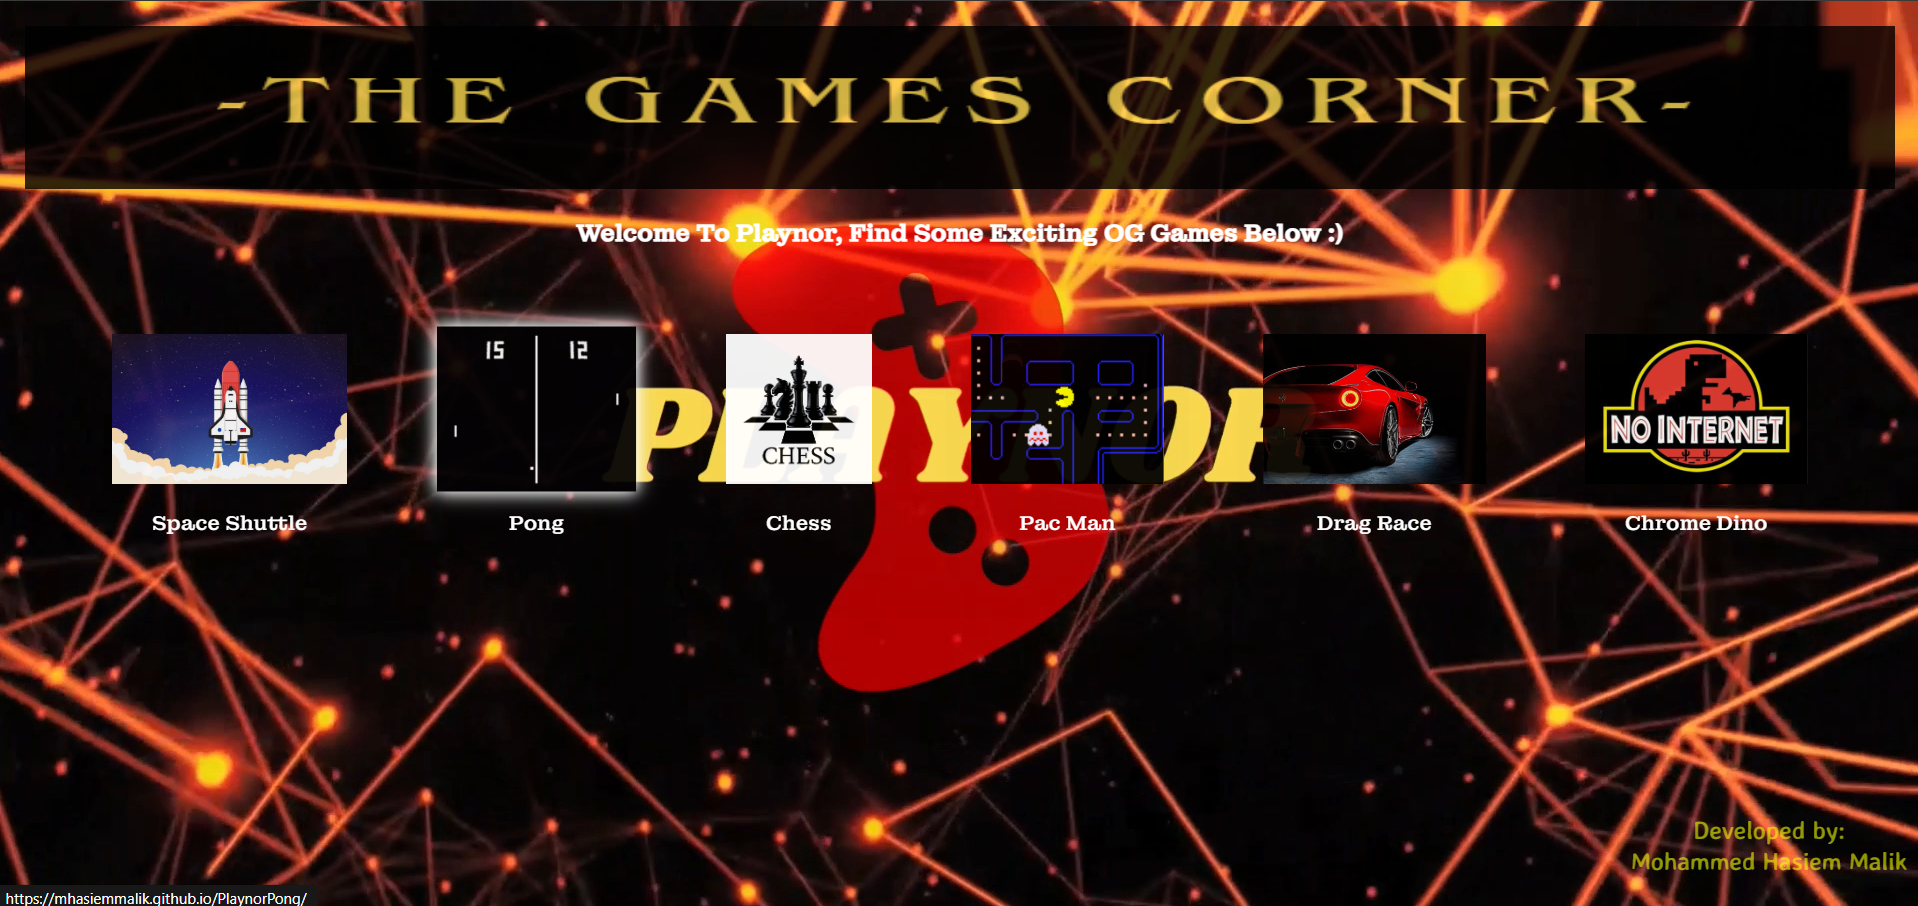 -THE GAMES CORNER-
Welcome To Playnor, Find Some Exciting OG Games Below :)
15 12
PLAYNOR
CHESS
NO INTERNET
Space Shuttle
Pong
Chess
Pac Man
Drag Race
Chrome Dino
Developed by:
Mohammed Hasiem Malik
https://mhasiemmalik.github.io/PlaynorPong/